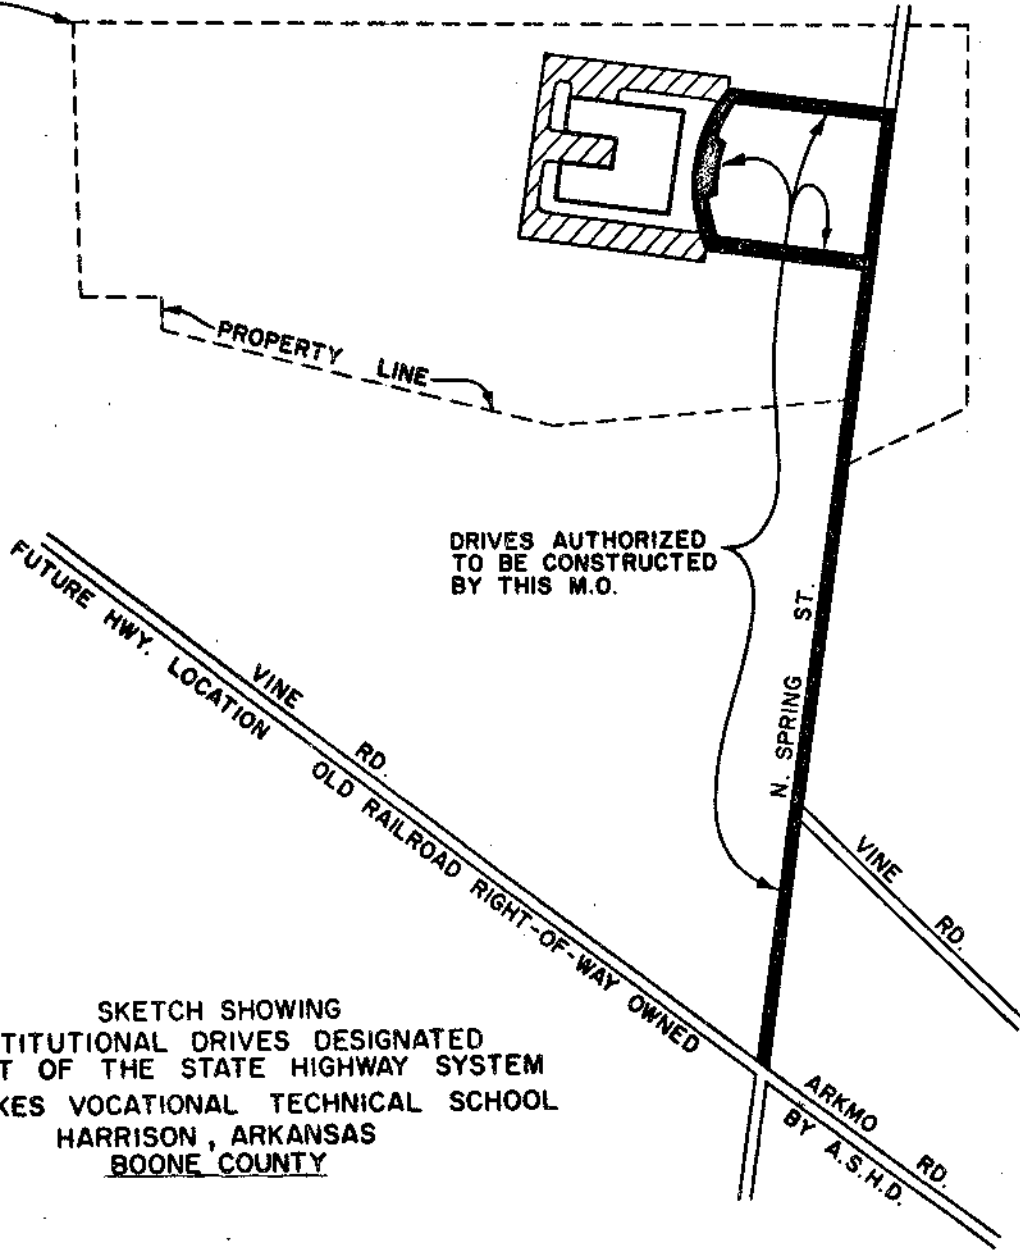 PROPERTY LINE
DRIVES AUTHORIZED
TO BE CONSTRUCTED
BY THIS M.O.
N. SPRING ST.
VINE RD.
FUTURE HWY. LOCATION
OLD RAILROAD RIGHT-OF-WAY OWNED
BY A.S.H.D.
VINE RD.
ARKMO RD.
SKETCH SHOWING
TITUTIONAL DRIVES DESIGNATED
T OF THE STATE HIGHWAY SYSTEM
KES VOCATIONAL TECHNICAL SCHOOL
HARRISON, ARKANSAS
BOONE COUNTY